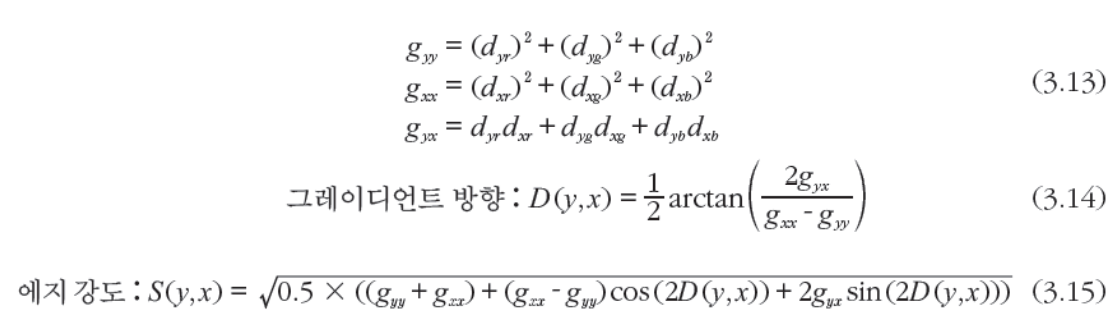 g_yy = (d_yr)² + (d_yg)² + (d_yb)²
g_xx = (d_xr)² + (d_xg)² + (d_xb)² (3.13)
g_yx = d_yr d_xr + d_yg d_xg + d_yb d_xb
그레이디언트 방향 : D(y,x) = 1/2 arctan(2g_yx / (g_xx - g_yy)) (3.14)
에지 강도 : S(y,x) = √(0.5 × ((g_yy + g_xx) + (g_xx - g_yy)cos(2D(y,x)) + 2g_yx sin(2D(y,x)))) (3.15)